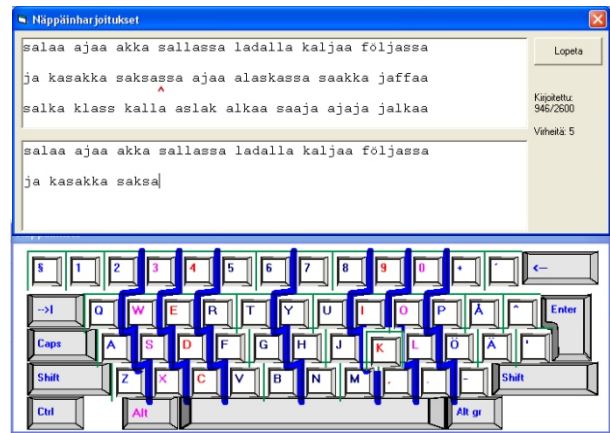 Näppäinharjoitukset
salaa ajaa akka sallassa ladalla kaljaa följassa
ja kasakka saksassa ajaa alaskassa saakka jaffaa
^
salka klass kalla aslak alkaa saaja ajaja jalkaa
Lopeta
Kirjoitettu:
946/2600
Virheitä: 5
salaa ajaa akka sallassa ladalla kaljaa följassa
ja kasakka saksa
§ 1 2 3 4 5 6 7 8 9 0 + ´ <--
-->| Q W E R T Y U I O P Å ^ Enter
Caps A S D F G H J K L Ö Ä '
Shift Z X C V B N M , . - Shift
Ctrl Alt Alt gr